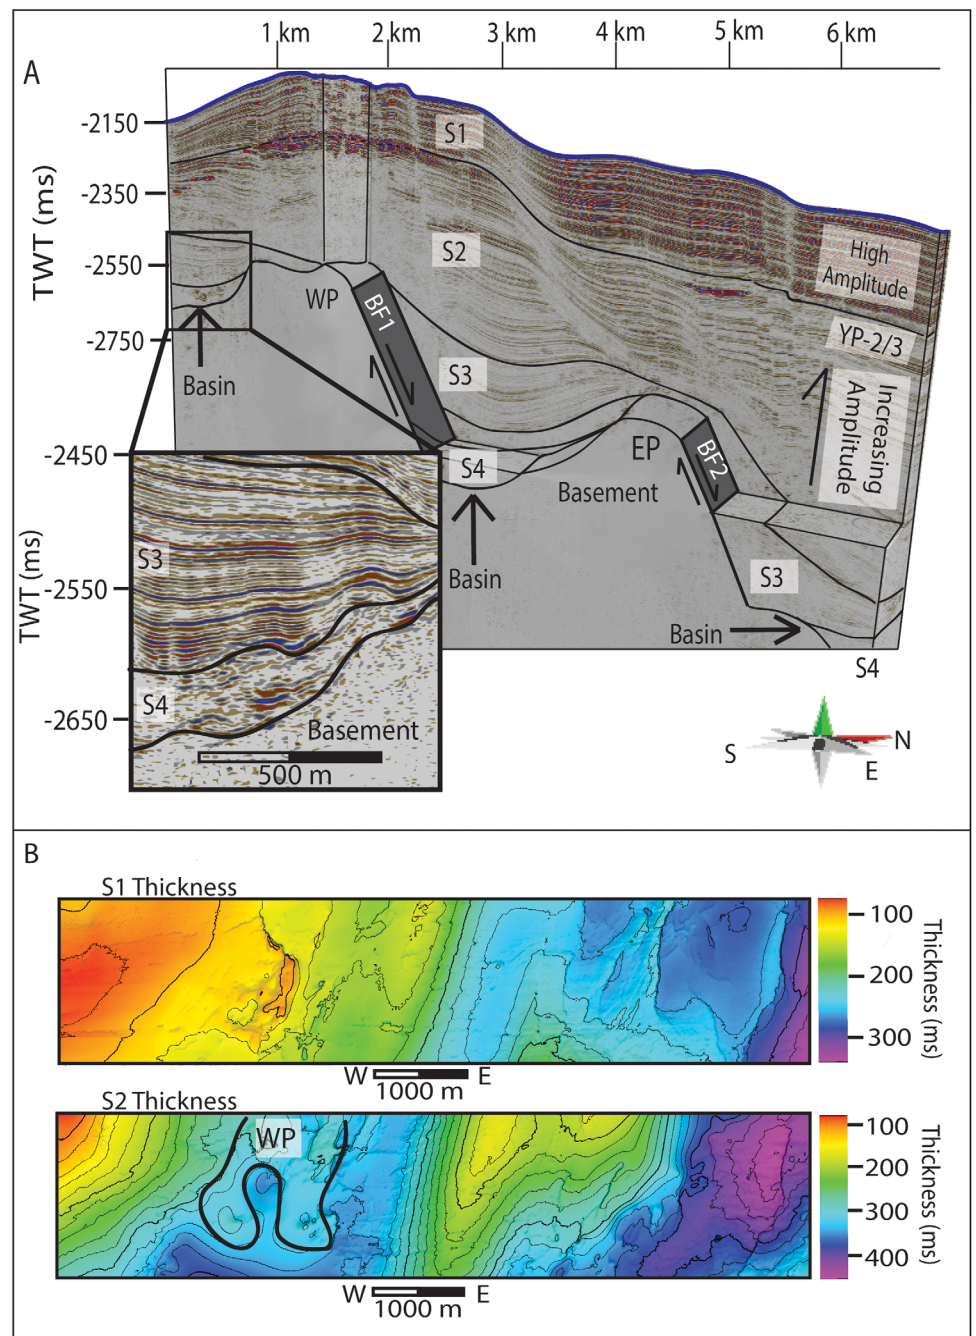 1 km 2 km 3 km 4 km 5 km 6 km
A
TWT (ms)
-2150
-2350
-2550
-2750
S1
S2
High
Amplitude
WP
BF1
YP-2/3
Basin
S3
Increasing
Amplitude
EP
BF2
S4
Basement
Basin
S3
Basin
S4
TWT (ms)
-2450
-2550
-2650
S3
S4
Basement
500 m
S N
E
B
S1 Thickness
100
200
300
Thickness (ms)
W E
1000 m
S2 Thickness
WP
100
200
300
400
Thickness (ms)
W E
1000 m